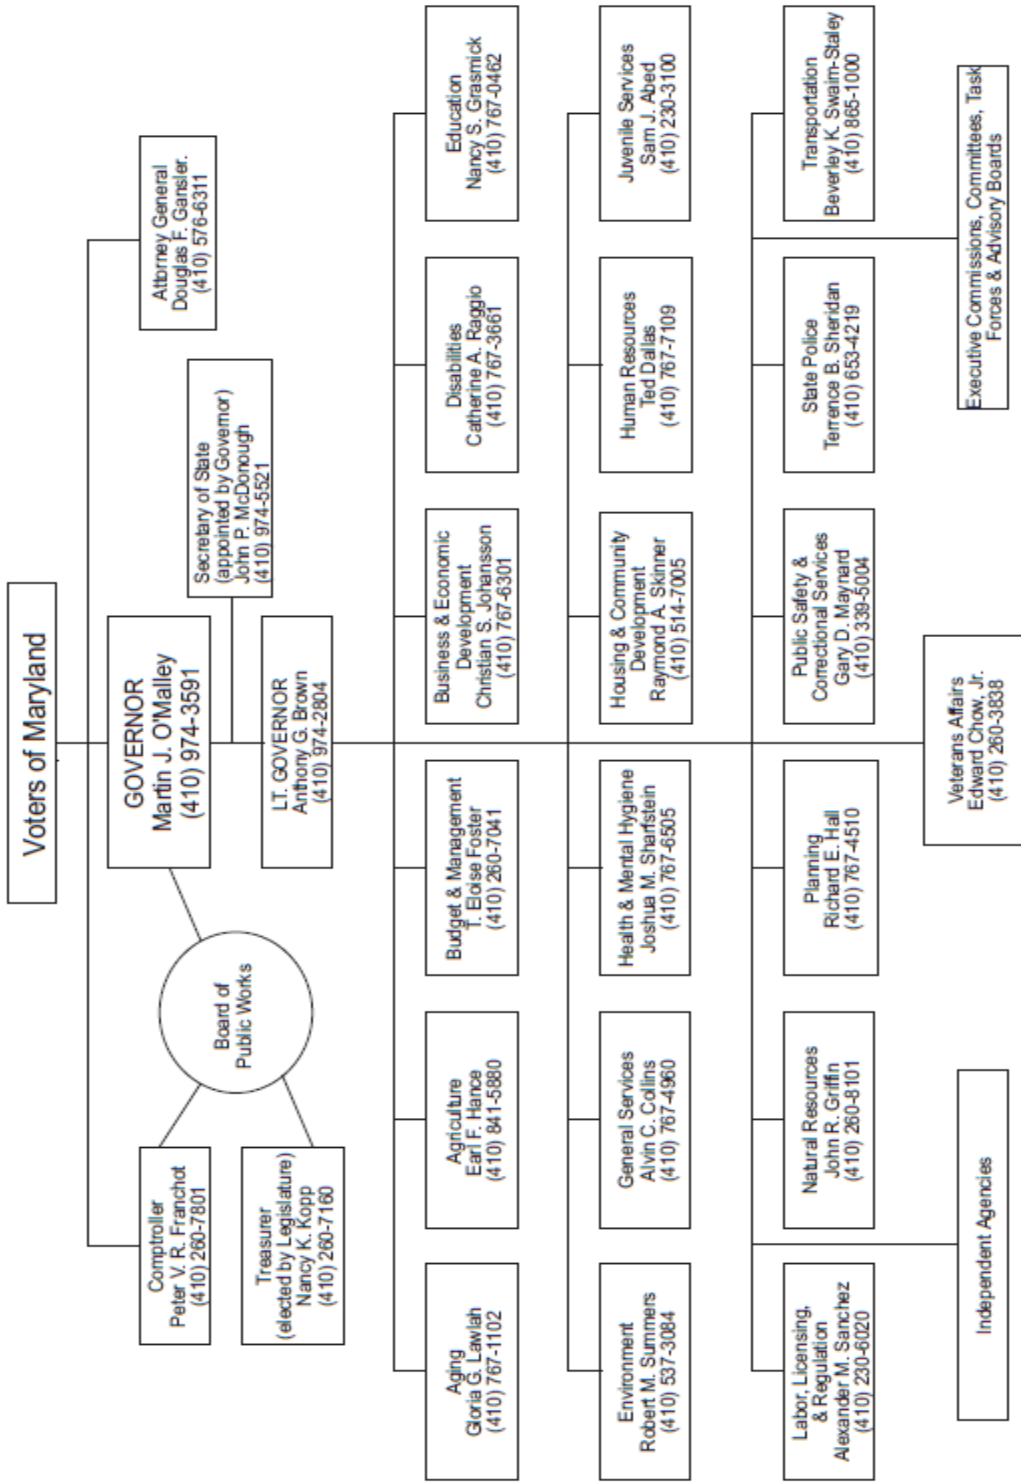 Voters of Maryland
GOVERNOR
Martin J. O'Malley
(410) 974-3591
Attorney General
Douglas F. Gansler.
(410) 576-6311
Comptroller
Peter V. R. Franchot
(410) 260-7801
Board of
Public Works
Secretary of State
(appointed by Governor)
John P. McDonough
(410) 974-5521
Treasurer
(elected by Legislature)
Nancy K. Kopp
(410) 260-7160
LT. GOVERNOR
Anthony G. Brown
(410) 974-2804
Aging
Gloria G. Lawlah
(410) 767-1102
Agriculture
Earl F. Hance
(410) 841-5880
Budget & Management
T. Eloise Foster
(410) 260-7041
Business & Economic
Development
Christian S. Johansson
(410) 767-6301
Disabilities
Catherine A. Raggio
(410) 767-3661
Education
Nancy S. Grasmick
(410) 767-0462
Environment
Robert M. Summers
(410) 537-3084
General Services
Alvin C. Collins
(410) 767-4960
Health & Mental Hygiene
Joshua M. Sharfstein
(410) 767-6505
Housing & Community
Development
Raymond A. Skinner
(410) 514-7005
Human Resources
Ted Dallas
(410) 767-7109
Juvenile Services
Sam J. Abed
(410) 230-3100
Labor, Licensing,
& Regulation
Alexander M. Sanchez
(410) 230-6020
Natural Resources
John R. Griffin
(410) 260-8101
Planning
Richard E. Hall
(410) 767-4510
Public Safety &
Correctional Services
Gary D. Maynard
(410) 339-5004
State Police
Terrence B. Sheridan
(410) 653-4219
Transportation
Beverley K. Swaim-Staley
(410) 865-1000
Independent Agencies
Veterans Affairs
Edward Chow, Jr.
(410) 260-3838
Executive Commissions, Committees, Task
Forces & Advisory Boards